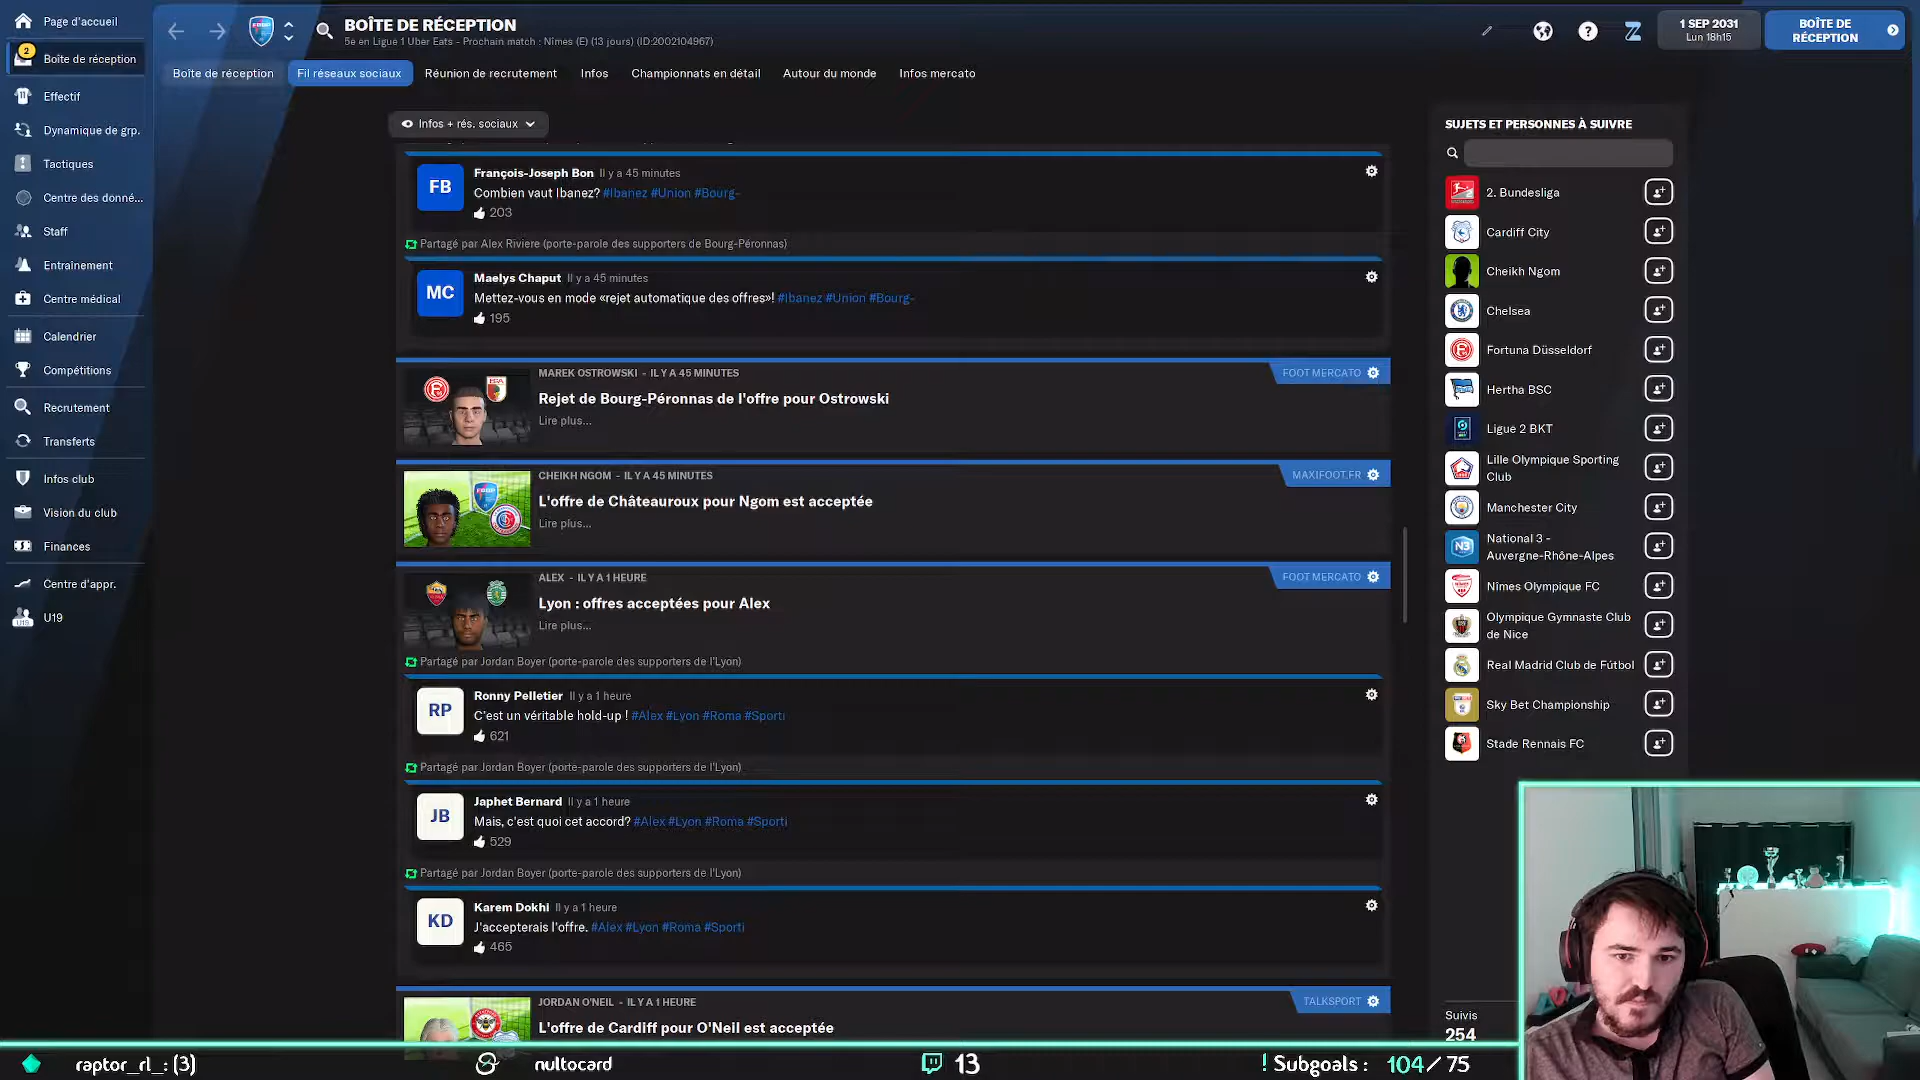 Page d'accueil
2
Boîte de réception
Effectif
Dynamique de grp.
Tactiques
Centre des donné...
Staff
Entraînement
Centre médical
Calendrier
Compétitions
Recrutement
Transferts
Infos club
Vision du club
Finances
Centre d'appr.
U19
BOÎTE DE RÉCEPTION
5e en Ligue 1 Uber Eats - Prochain match : Nîmes (E) (13 jours) (ID:2002104967)
1 SEP 2031
Lun 18h15
BOÎTE DE RÉCEPTION
Boîte de réception
Fil réseaux sociaux
Réunion de recrutement
Infos
Championnats en détail
Autour du monde
Infos mercato
Infos + rés. sociaux
FB
François-Joseph Bon Il y a 45 minutes
Combien vaut Ibanez? #Ibanez #Union #Bourg-
203
Partagé par Alex Riviere (porte-parole des supporters de Bourg-Péronnas)
MC
Maelys Chaput Il y a 45 minutes
Mettez-vous en mode «rejet automatique des offres»! #Ibanez #Union #Bourg-
195
MAREK OSTROWSKI - IL Y A 45 MINUTES
FOOT MERCATO
Rejet de Bourg-Péronnas de l'offre pour Ostrowski
Lire plus...
CHEIKH NGOM - IL Y A 45 MINUTES
MAXIFOOT.FR
L'offre de Châteauroux pour Ngom est acceptée
Lire plus...
ALEX - IL Y A 1 HEURE
FOOT MERCATO
Lyon : offres acceptées pour Alex
Lire plus...
Partagé par Jordan Boyer (porte-parole des supporters de l'Lyon)
RP
Ronny Pelletier Il y a 1 heure
C'est un véritable hold-up ! #Alex #Lyon #Roma #Sporti
621
Partagé par Jordan Boyer (porte-parole des supporters de l'Lyon)
JB
Japhet Bernard Il y a 1 heure
Mais, c'est quoi cet accord? #Alex #Lyon #Roma #Sporti
529
Partagé par Jordan Boyer (porte-parole des supporters de l'Lyon)
KD
Karem Dokhi Il y a 1 heure
J'accepterais l'offre. #Alex #Lyon #Roma #Sporti
465
JORDAN O'NEIL - IL Y A 1 HEURE
TALKSPORT
L'offre de Cardiff pour O'Neil est acceptée
SUJETS ET PERSONNES À SUIVRE
2. Bundesliga
Cardiff City
Cheikh Ngom
Chelsea
Fortuna Düsseldorf
Hertha BSC
Ligue 2 BKT
Lille Olympique Sporting
Club
Manchester City
National 3 -
Auvergne-Rhône-Alpes
Nîmes Olympique FC
Olympique Gymnaste Club
de Nice
Real Madrid Club de Fútbol
Sky Bet Championship
Stade Rennais FC
Suivis
254
raptor_rl_: (3)
nultocard
13
! Subgoals : 104 / 75